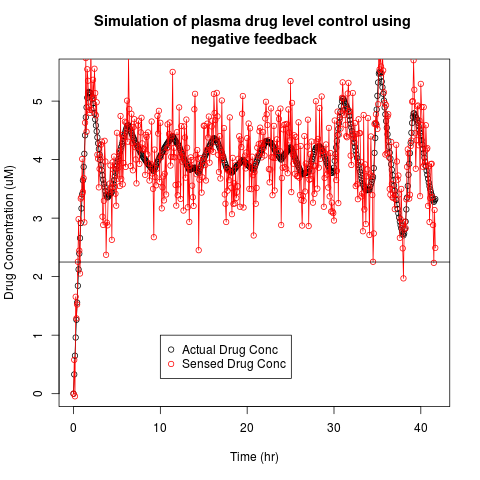 Simulation of plasma drug level control using
negative feedback
Drug Concentration (uM)
5
4
3
2
1
0
Actual Drug Conc
Sensed Drug Conc
0 10 20 30 40
Time (hr)